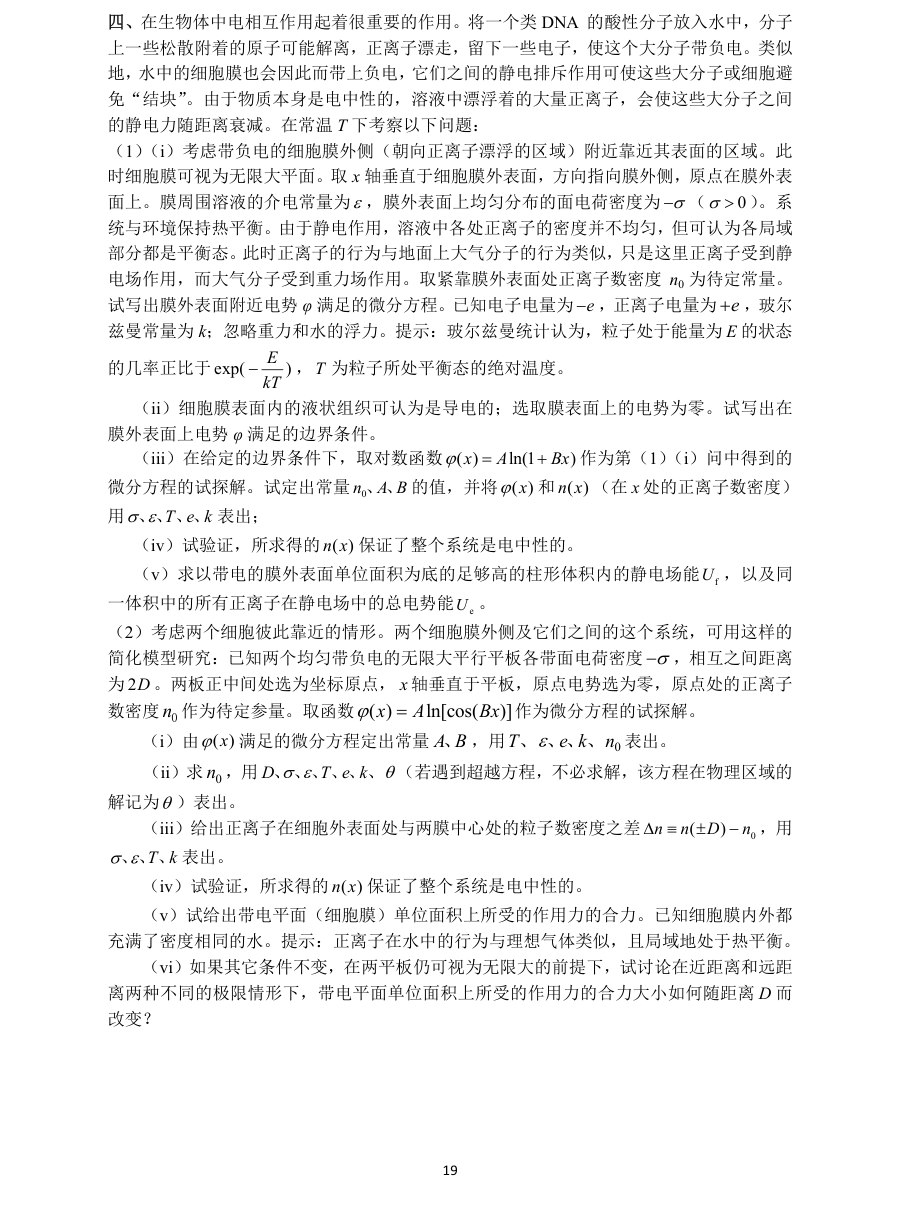 四、在生物体中电相互作用起着很重要的作用。将一个类 DNA 的酸性分子放入水中，分子
上一些松散附着的原子可能解离，正离子漂走，留下一些电子，使这个大分子带负电。类似
地，水中的细胞膜也会因此而带上负电，它们之间的静电排斥作用可使这些大分子或细胞避
免“结块”。由于物质本身是电中性的，溶液中漂浮着的大量正离子，会使这些大分子之间
的静电力随距离衰减。在常温 T 下考察以下问题：
（1）（i）考虑带负电的细胞膜外侧（朝向正离子漂浮的区域）附近靠近其表面的区域。此
时细胞膜可视为无限大平面。取 x 轴垂直于细胞膜外表面，方向指向膜外侧，原点在膜外表
面上。膜周围溶液的介电常量为 ε，膜外表面上均匀分布的面电荷密度为 −σ（σ > 0）。系
统与环境保持热平衡。由于静电作用，溶液中各处正离子的密度并不均匀，但可认为各局域
部分都是平衡态。此时正离子的行为与地面上大气分子的行为类似，只是这里正离子受到静
电场作用，而大气分子受到重力场作用。取紧靠膜外表面处正离子数密度 n₀ 为待定常量。
试写出膜外表面附近电势 φ 满足的微分方程。已知电子电量为 −e，正离子电量为 +e，玻尔
兹曼常量为 k；忽略重力和水的浮力。提示：玻尔兹曼统计认为，粒子处于能量为 E 的状态
的几率正比于 exp(−E/kT)，T 为粒子所处平衡态的绝对温度。
（ii）细胞膜表面内的液状组织可认为是导电的；选取膜表面上的电势为零。试写出在
膜外表面上电势 φ 满足的边界条件。
（iii）在给定的边界条件下，取对数函数 φ(x) = A ln(1 + Bx) 作为第（1）（i）问中得到的
微分方程的试探解。试定出常量 n₀、A、B 的值，并将 φ(x) 和 n(x)（在 x 处的正离子数密度）
用 σ、ε、T、e、k 表出；
（iv）试验证，所求得的 n(x) 保证了整个系统是电中性的。
（v）求以带电的膜外表面单位面积为底的足够高的柱形体积内的静电场能 U_f，以及同
一体积中的所有正离子在静电场中的总电势能 U_e。
（2）考虑两个细胞彼此靠近的情形。两个细胞膜外侧及它们之间的这个系统，可用这样的
简化模型研究：已知两个均匀带负电的无限大平行平板各带面电荷密度 −σ，相互之间距离
为 2D。两板正中间处选为坐标原点，x 轴垂直于平板，原点电势选为零，原点处的正离子
数密度 n₀ 作为待定参量。取函数 φ(x) = A ln[cos(Bx)] 作为微分方程的试探解。
（i）由 φ(x) 满足的微分方程定出常量 A、B，用 T、ε、e、k、n₀ 表出。
（ii）求 n₀，用 D、σ、ε、T、e、k、θ（若遇到超越方程，不必求解，该方程在物理区域的
解记为 θ）表出。
（iii）给出正离子在细胞外表面处与两膜中心处的粒子数密度之差 Δn ≡ n(±D) − n₀，用
σ、ε、T、k 表出。
（iv）试验证，所求得的 n(x) 保证了整个系统是电中性的。
（v）试给出带电平面（细胞膜）单位面积上所受的作用力的合力。已知细胞膜内外都
充满了密度相同的水。提示：正离子在水中的行为与理想气体类似，且局域地处于热平衡。
（vi）如果其它条件不变，在两平板仍可视为无限大的前提下，试讨论在近距离和远距
离两种不同的极限情形下，带电平面单位面积上所受的作用力的合力大小如何随距离 D 而
改变？
19